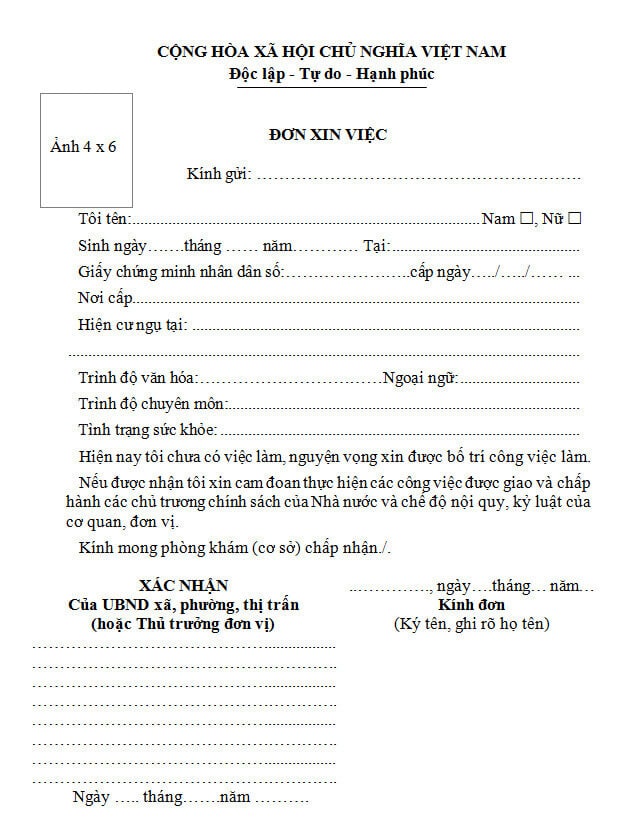 CỘNG HÒA XÃ HỘI CHỦ NGHĨA VIỆT NAM
Độc lập - Tự do - Hạnh phúc
Ảnh 4 x 6
ĐƠN XIN VIỆC
Kính gửi: ……………………………………………….
Tôi tên:..........................................................................Nam ☐, Nữ ☐
Sinh ngày…….tháng …… năm………… Tại:........................................
Giấy chứng minh nhân dân số:…………………..cấp ngày…../…../…… ...
Nơi cấp...............................................................................................
Hiện cư ngụ tại: ..................................................................................
.............................................................................................................
Trình độ văn hóa:……………………………Ngoại ngữ:.........................
Trình độ chuyên môn:..........................................................................
Tình trạng sức khỏe:............................................................................
Hiện nay tôi chưa có việc làm, nguyện vọng xin được bố trí công việc làm.
Nếu được nhận tôi xin cam đoan thực hiện các công việc được giao và chấp
hành các chủ trương chính sách của Nhà nước và chế độ nội quy, kỷ luật của
cơ quan, đơn vị.
Kính mong phòng khám (cơ sở) chấp nhận./.
XÁC NHẬN
Của UBND xã, phường, thị trấn
(hoặc Thủ trưởng đơn vị)
……………………………………...............
……………………………………………….
……………………………………...............
……………………………………………….
……………………………………...............
……………………………………………….
……………………………………...............
……………………………………………….
Ngày ….. tháng…….năm ……….
..…………, ngày….tháng… năm…
Kính đơn
(Ký tên, ghi rõ họ tên)